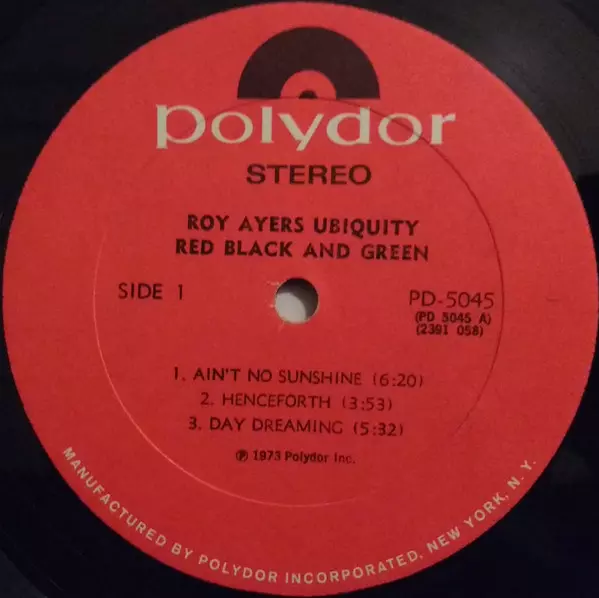 polydor
STEREO
ROY AYERS UBIQUITY
RED BLACK AND GREEN
SIDE 1
PD-5045
(PD 5045 A)
(2391 058)
1. AIN'T NO SUNSHINE (6:20)
2. HENCEFORTH (3:53)
3. DAY DREAMING (5:32)
℗ 1973 Polydor Inc.
MANUFACTURED BY POLYDOR INCORPORATED, NEW YORK, N. Y.